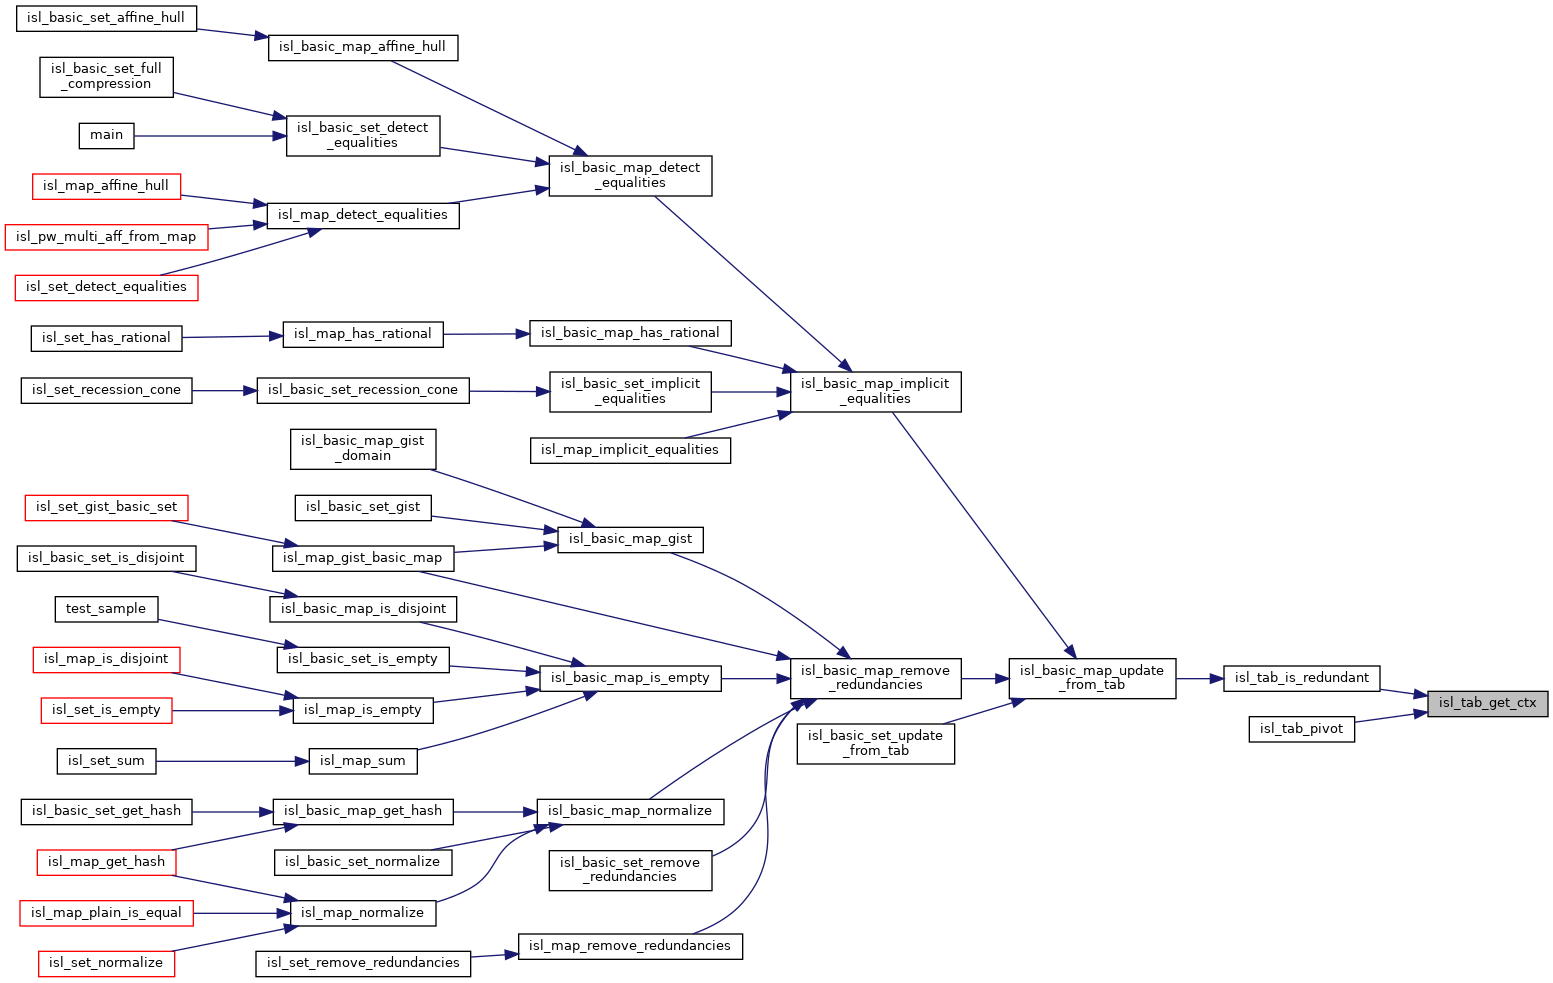 isl_basic_set_affine_hull
isl_basic_map_affine_hull
isl_basic_set_full
_compression
main
isl_basic_set_detect
_equalities
isl_basic_map_detect
_equalities
isl_map_affine_hull
isl_map_detect_equalities
isl_pw_multi_aff_from_map
isl_set_detect_equalities
isl_set_has_rational
isl_map_has_rational
isl_basic_map_has_rational
isl_set_recession_cone
isl_basic_set_recession_cone
isl_basic_set_implicit
_equalities
isl_basic_map_implicit
_equalities
isl_map_implicit_equalities
isl_basic_map_gist
_domain
isl_set_gist_basic_set
isl_basic_set_gist
isl_basic_map_gist
isl_basic_set_is_disjoint
isl_map_gist_basic_map
test_sample
isl_basic_map_is_disjoint
isl_map_is_disjoint
isl_basic_set_is_empty
isl_basic_map_is_empty
isl_basic_map_remove
_redundancies
isl_basic_map_update
_from_tab
isl_tab_is_redundant
isl_tab_get_ctx
isl_set_is_empty
isl_map_is_empty
isl_basic_set_update
_from_tab
isl_tab_pivot
isl_set_sum
isl_map_sum
isl_basic_set_get_hash
isl_basic_map_get_hash
isl_basic_map_normalize
isl_map_get_hash
isl_basic_set_normalize
isl_basic_set_remove
_redundancies
isl_map_plain_is_equal
isl_map_normalize
isl_set_normalize
isl_set_remove_redundancies
isl_map_remove_redundancies